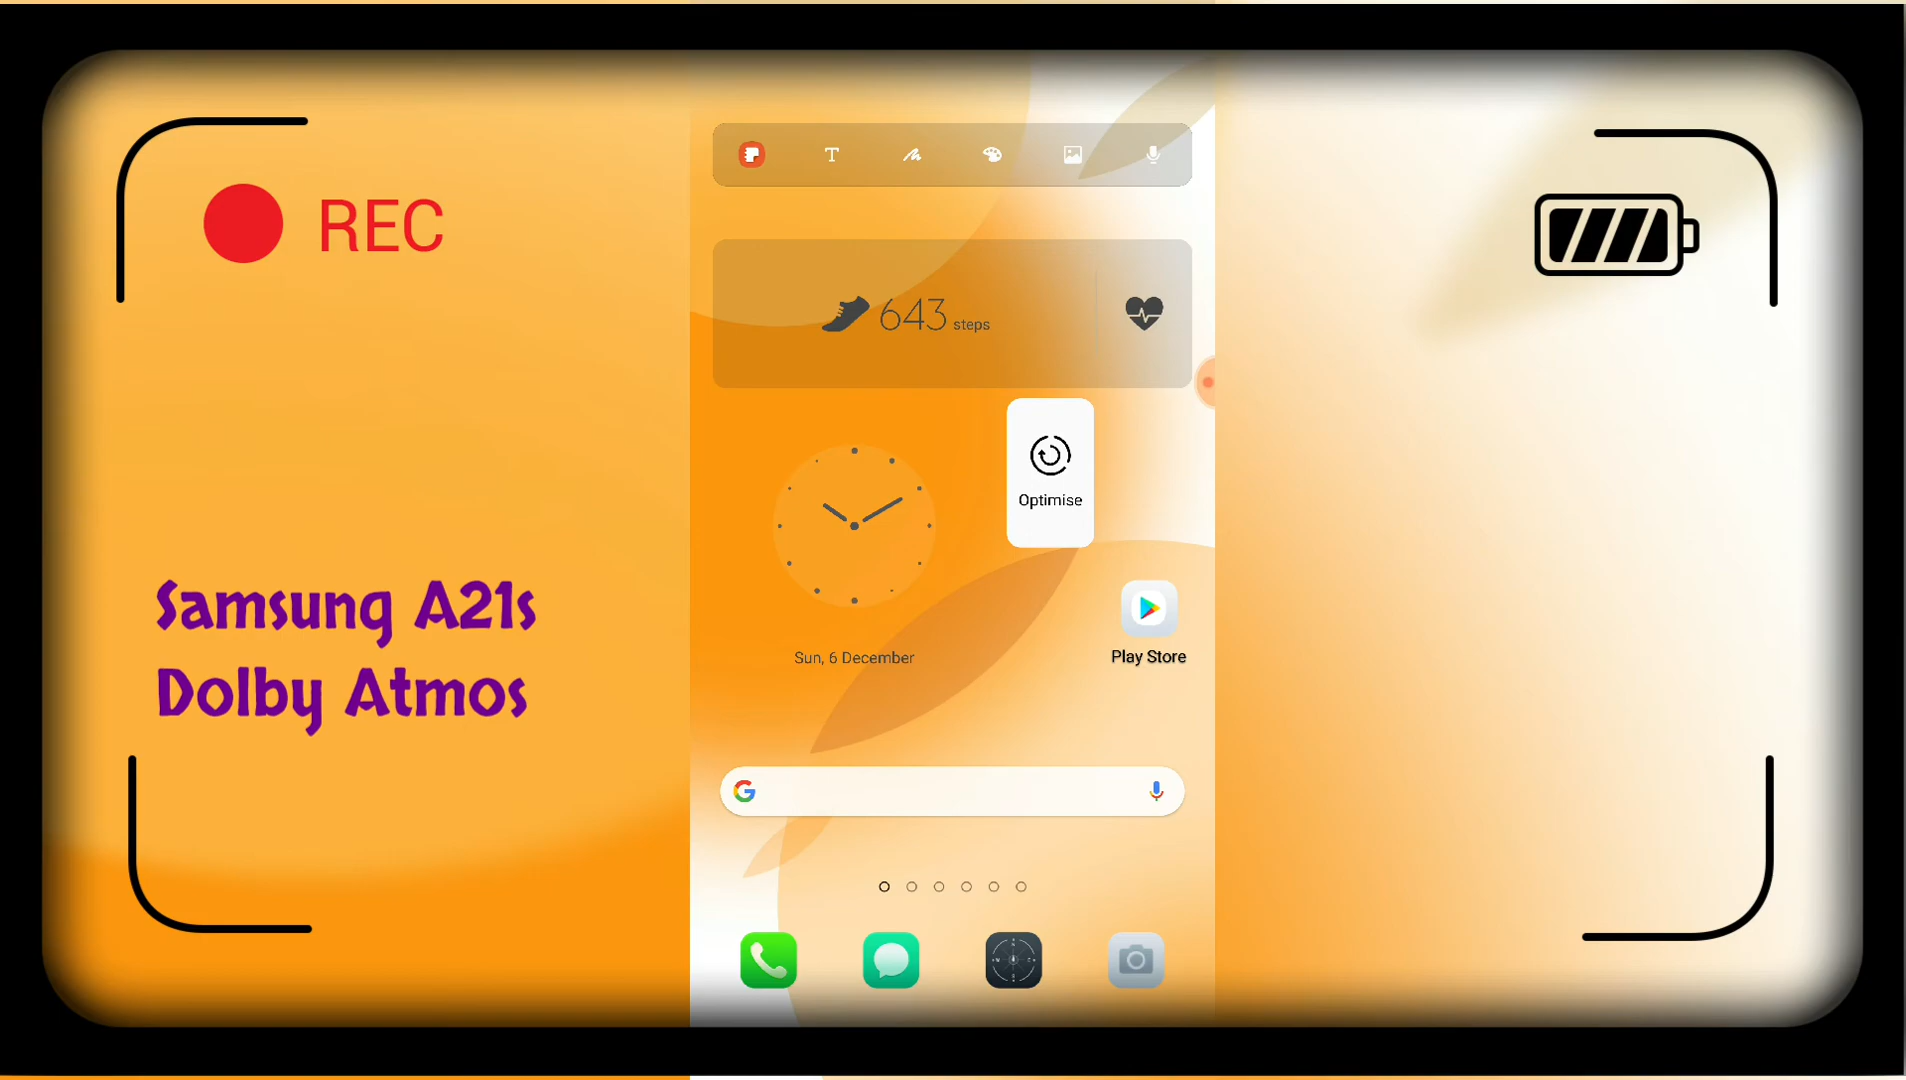 REC
643 steps
Optimise
Samsung A21s
Dolby Atmos
Sun, 6 December
Play Store